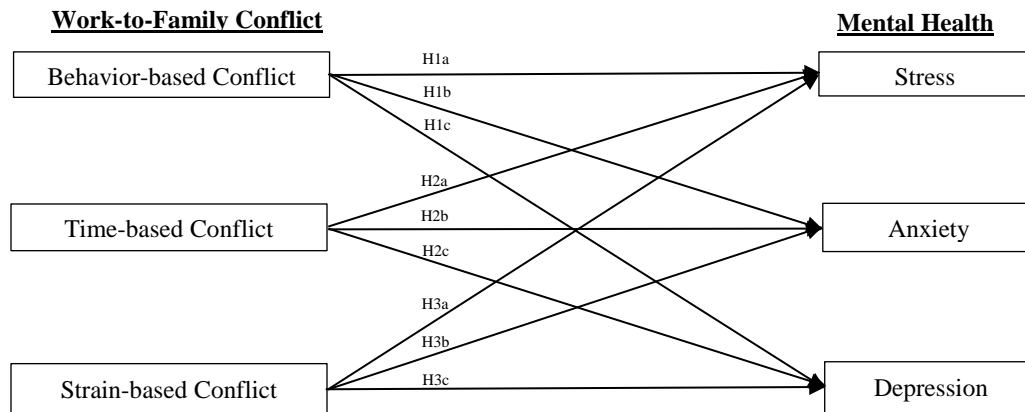 Work-to-Family Conflict
Mental Health
Behavior-based Conflict
H1a
Stress
H1b
H1c
H2a
Time-based Conflict
H2b
Anxiety
H2c
H3a
H3b
Strain-based Conflict
H3c
Depression